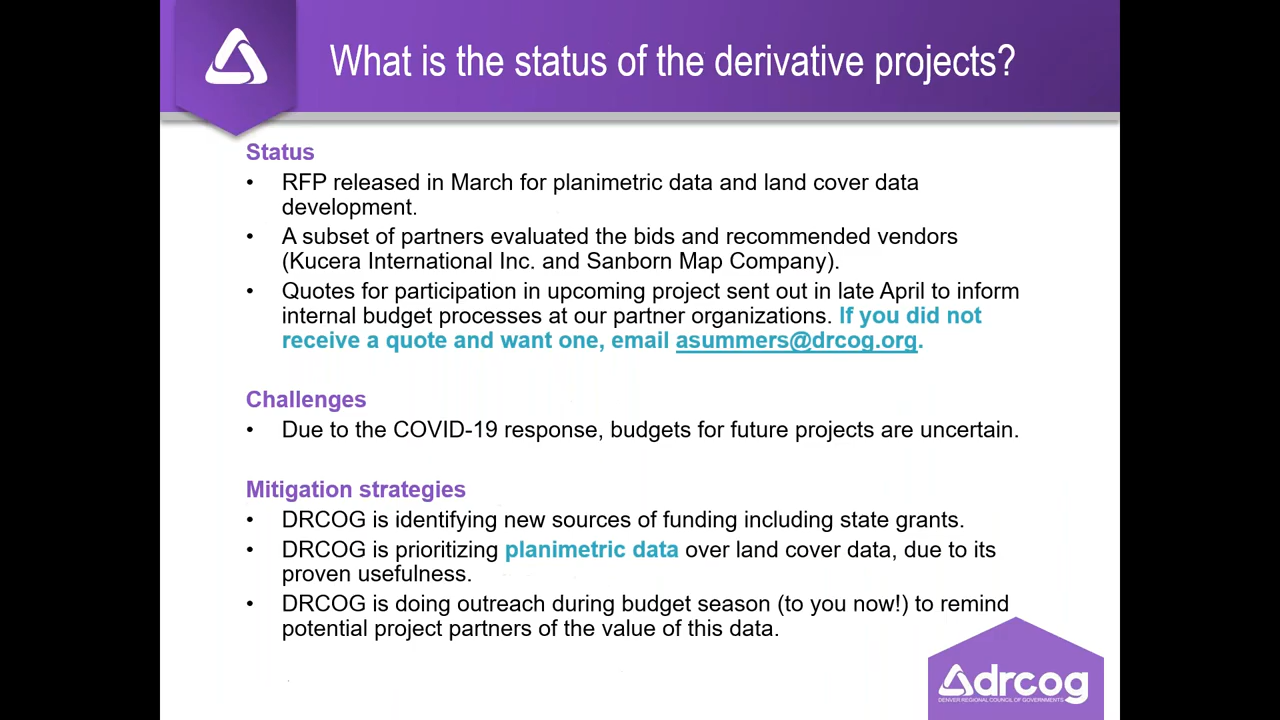 What is the status of the derivative projects?
Status
• RFP released in March for planimetric data and land cover data
development.
• A subset of partners evaluated the bids and recommended vendors
(Kucera International Inc. and Sanborn Map Company).
• Quotes for participation in upcoming project sent out in late April to inform
internal budget processes at our partner organizations. If you did not
receive a quote and want one, email asummers@drcog.org.
Challenges
• Due to the COVID-19 response, budgets for future projects are uncertain.
Mitigation strategies
• DRCOG is identifying new sources of funding including state grants.
• DRCOG is prioritizing planimetric data over land cover data, due to its
proven usefulness.
• DRCOG is doing outreach during budget season (to you now!) to remind
potential project partners of the value of this data.
drcog
DENVER REGIONAL COUNCIL OF GOVERNMENTS